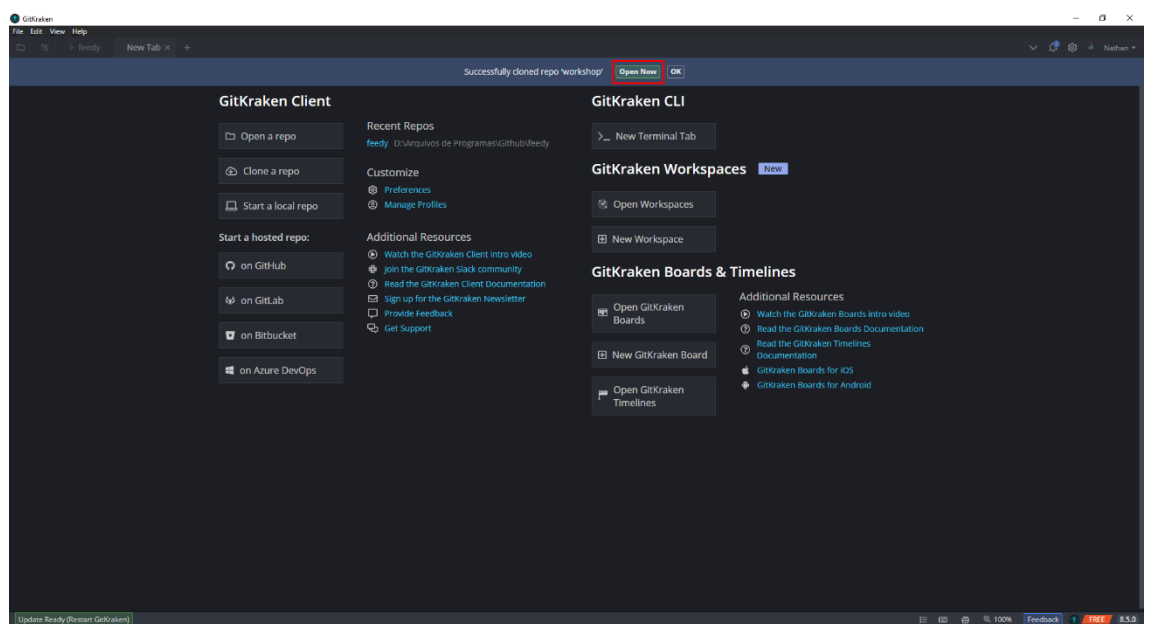 GitKraken
File Edit View Help
feedy New Tab × +
Nathan
Successfully cloned repo 'workshop' Open Now OK
GitKraken Client
Open a repo
Clone a repo
Start a local repo
Start a hosted repo:
on GitHub
on GitLab
on Bitbucket
on Azure DevOps
Recent Repos
feedy D:\Arquivos de Programas\Github\feedy
Customize
Preferences
Manage Profiles
Additional Resources
Watch the GitKraken Client intro video
Join the GitKraken Slack community
Read the GitKraken Client Documentation
Sign up for the GitKraken Newsletter
Provide Feedback
Get Support
GitKraken CLI
New Terminal Tab
GitKraken Workspaces New
Open Workspaces
New Workspace
GitKraken Boards & Timelines
Open GitKraken
Boards
New GitKraken Board
Open GitKraken
Timelines
Additional Resources
Watch the GitKraken Boards intro video
Read the GitKraken Boards Documentation
Read the GitKraken Timelines
Documentation
GitKraken Boards for iOS
GitKraken Boards for Android
Update Ready (Restart GitKraken)
100% Feedback FREE 8.5.0